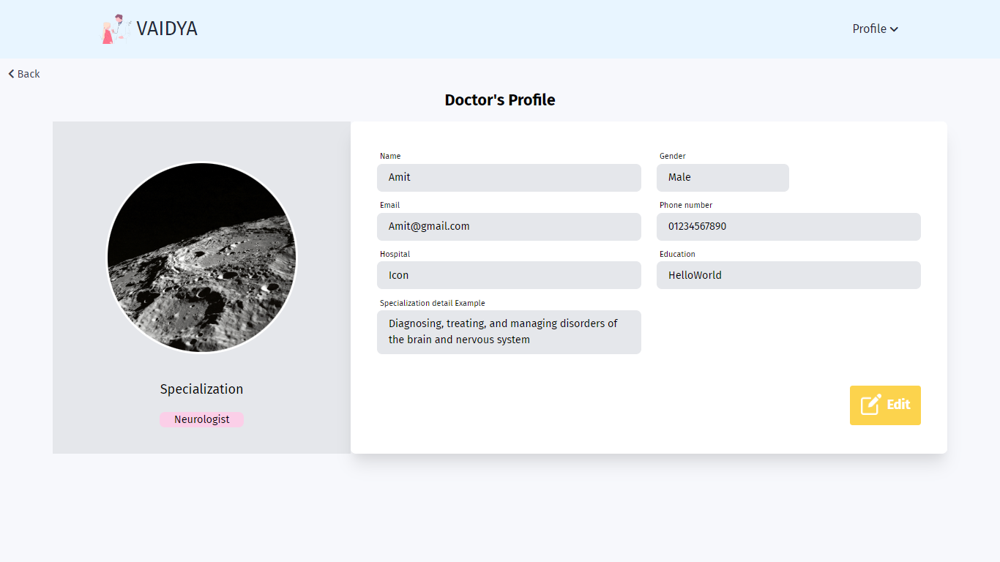 VAIDYA
Profile
Back
Doctor's Profile
Specialization
Neurologist
Name
Gender
Amit
Male
Email
Phone number
Amit@gmail.com
01234567890
Hospital
Education
Icon
HelloWorld
Specialization detail Example
Diagnosing, treating, and managing disorders of
the brain and nervous system
Edit